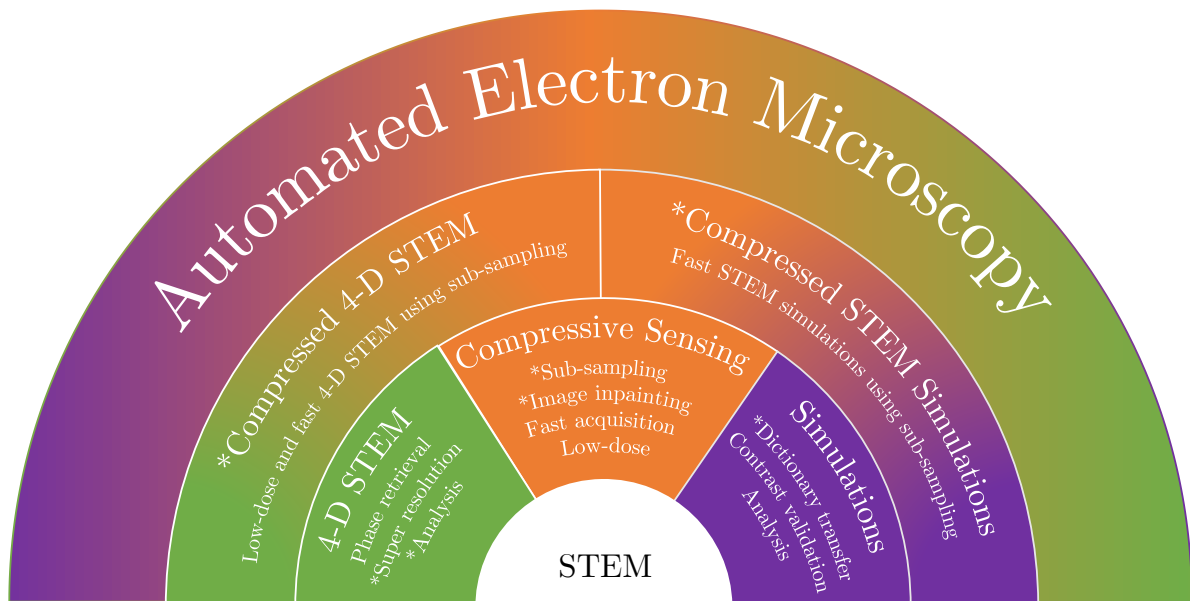 Automated Electron Microscopy
*Compressed 4-D STEM
Low-dose and fast 4-D STEM using sub-sampling
*Compressed STEM Simulations
Fast STEM simulations using sub-sampling
4-D STEM
Phase retrieval
*Super resolution
*Analysis
Compressive Sensing
*Sub-sampling
*Image inpainting
Fast acquisition
Low-dose
Simulations
*Dictionary transfer
Contrast validation
Analysis
STEM